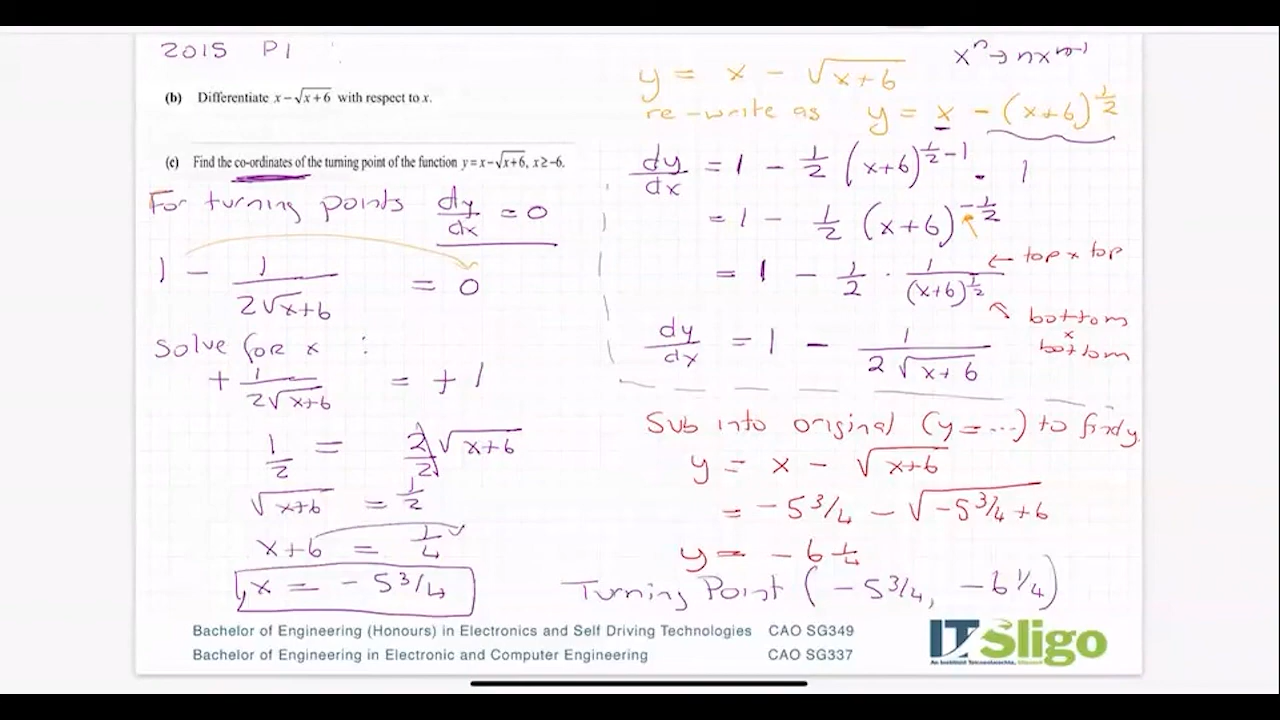 2015 P1
(b) Differentiate x − √(x+6) with respect to x.
(c) Find the co-ordinates of the turning point of the function y = x − √(x+6), x ≥ −6.
For turning points dy/dx = 0
1 − 1/(2√(x+6)) = 0
Solve for x :
+ 1/(2√(x+6)) = + 1
1/2 = 2/2 √(x+6)
√(x+6) = 1/2
x+6 = 1/4
x = − 5 3/4
xⁿ → nxⁿ⁻¹
y = x − √(x+6)
re-write as y = x − (x+6)^(1/2)
dy/dx = 1 − 1/2 (x+6)^(1/2 − 1) . 1
= 1 − 1/2 (x+6)^(−1/2)
= 1 − 1/2 · 1/(x+6)^(1/2) ← top x top
bottom
x
bottom
dy/dx = 1 − 1/(2√(x+6))
Sub into original (y = ...) to find y
y = x − √(x+6)
= − 5 3/4 − √(−5 3/4 + 6)
y = − 6 1/4
Turning Point (− 5 3/4, − 6 1/4)
Bachelor of Engineering (Honours) in Electronics and Self Driving Technologies CAO SG349
Bachelor of Engineering in Electronic and Computer Engineering CAO SG337
IT Sligo